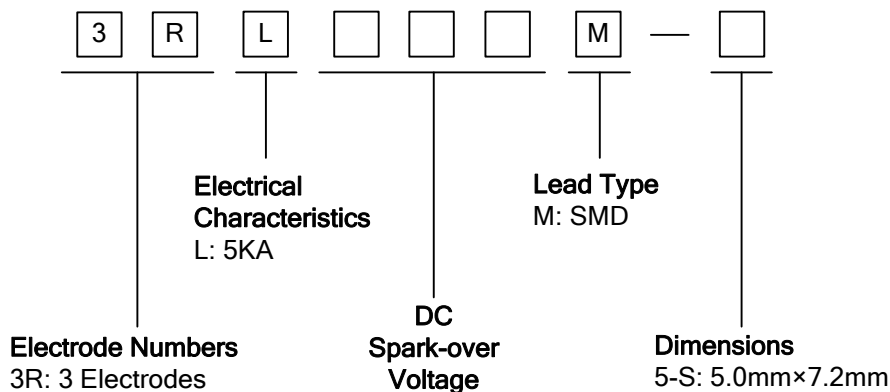 3 R L M —
Electrical
Characteristics
L: 5KA
Lead Type
M: SMD
Electrode Numbers
3R: 3 Electrodes
DC
Spark-over
Voltage
Dimensions
5-S: 5.0mm×7.2mm